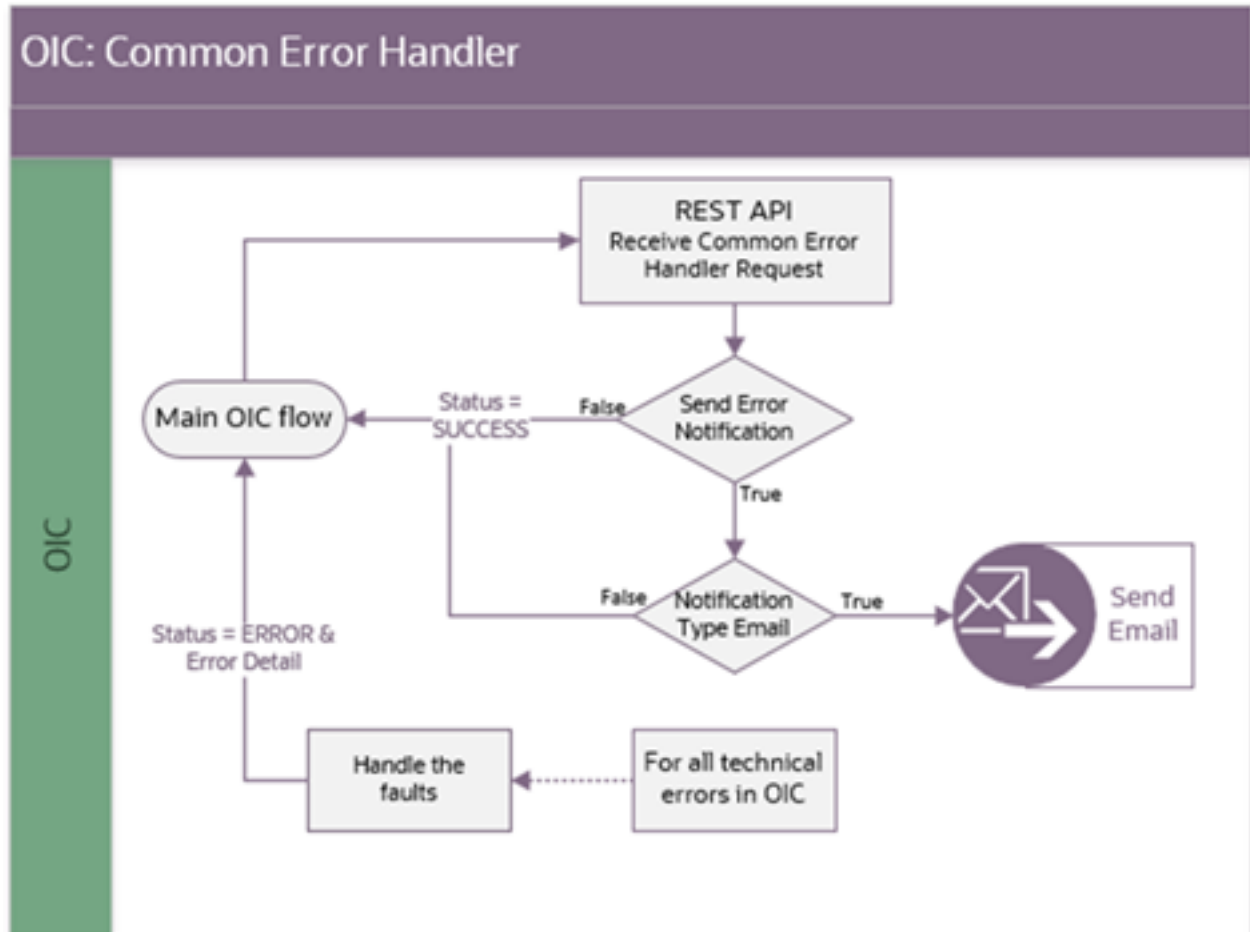 OIC: Common Error Handler
REST API
Receive Common Error
Handler Request
Main OIC flow
Status =
SUCCESS
False
Send Error
Notification
True
OIC
False
Notification
Type Email
True
Send
Email
Status = ERROR &
Error Detail
Handle the
faults
For all technical
errors in OIC